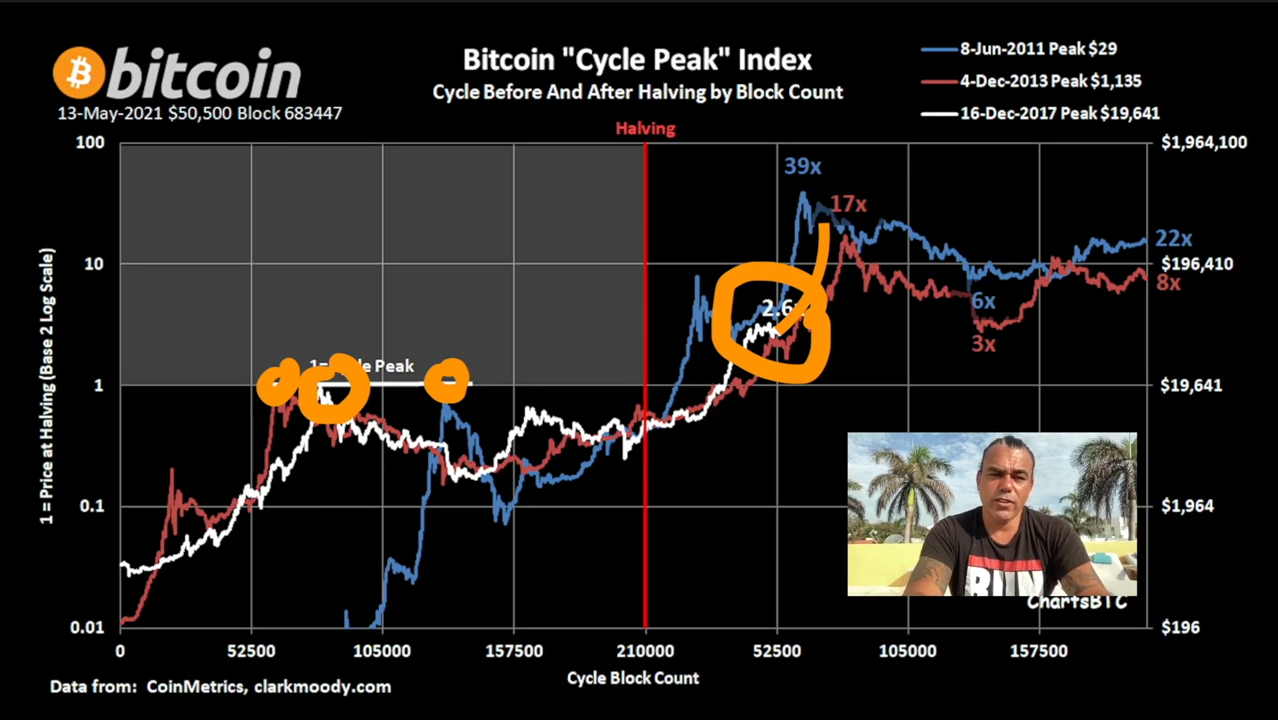 bitcoin
13-May-2021 $50,500 Block 683447
Bitcoin "Cycle Peak" Index
Cycle Before And After Halving by Block Count
8-Jun-2011 Peak $29
4-Dec-2013 Peak $1,135
16-Dec-2017 Peak $19,641
Halving
100
10
1
0.1
0.01
1 = Price at Halving (Base 2 Log Scale)
$1,964,100
$196,410
$19,641
$1,964
$196
39x
17x
22x
8x
2.6x
6x
3x
Peak
0
52500
105000
157500
210000
52500
105000
157500
Cycle Block Count
Data from: CoinMetrics, clarkmoody.com
ChartsBTC